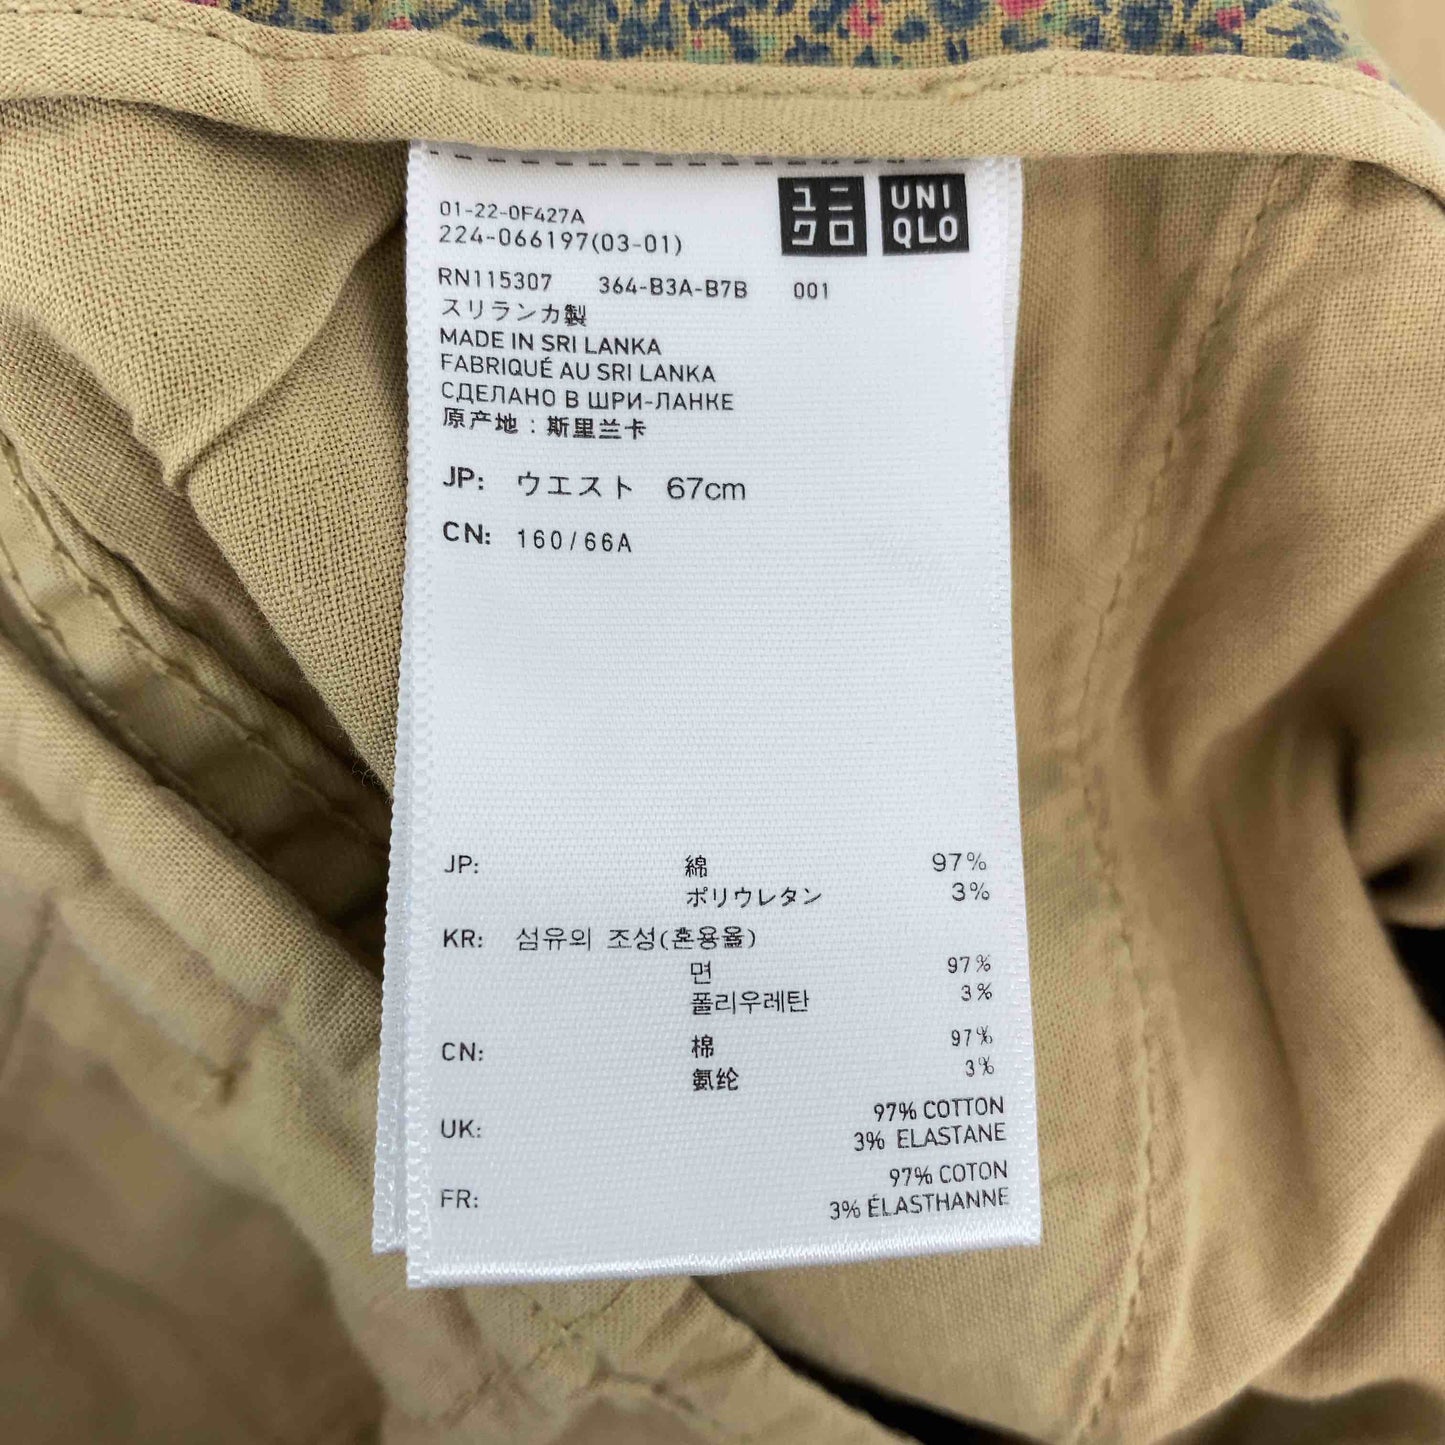 01-22-0F427A
224-066197(03-01)
ユニ
クロ
UNI
QLO
RN115307 364-B3A-B7B 001
スリランカ製
MADE IN SRI LANKA
FABRIQUÉ AU SRI LANKA
СДЕЛАНО В ШРИ-ЛАНКЕ
原产地：斯里兰卡
JP: ウエスト 67cm
CN: 160/66A
JP: 綿 97%
ポリウレタン 3%
KR: 섬유의 조성(혼용율)
면 97%
폴리우레탄 3%
CN: 棉 97%
氨纶 3%
UK: 97% COTTON
3% ELASTANE
FR: 97% COTON
3% ÉLASTHANNE